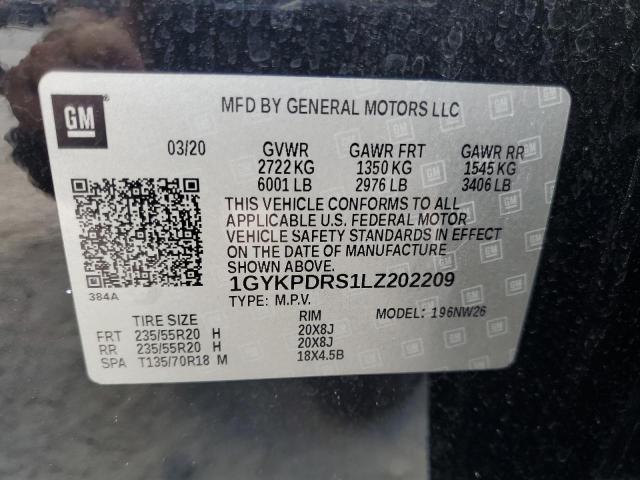 GM
MFD BY GENERAL MOTORS LLC
03/20 GVWR GAWR FRT GAWR RR
2722 KG 1350 KG 1545 KG
6001 LB 2976 LB 3406 LB
THIS VEHICLE CONFORMS TO ALL
APPLICABLE U.S. FEDERAL MOTOR
VEHICLE SAFETY STANDARDS IN EFFECT
ON THE DATE OF MANUFACTURE
SHOWN ABOVE.
384A
1GYKPDRS1LZ202209
TYPE: M.P.V. MODEL: 196NW26
TIRE SIZE RIM
FRT 235/55R20 H 20X8J
RR 235/55R20 H 20X8J
SPA T135/70R18 M 18X4.5B